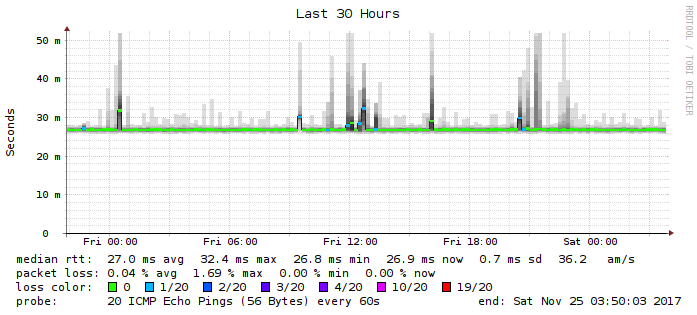 Last 30 Hours
RRDTOOL / TOBI OETIKER
Seconds
50 m
40 m
30 m
20 m
10 m
0
Fri 00:00 Fri 06:00 Fri 12:00 Fri 18:00 Sat 00:00
median rtt: 27.0 ms avg 32.4 ms max 26.8 ms min 26.9 ms now 0.7 ms sd 36.2 am/s
packet loss: 0.04 % avg 1.69 % max 0.00 % min 0.00 % now
loss color: 0 1/20 2/20 3/20 4/20 10/20 19/20
probe: 20 ICMP Echo Pings (56 Bytes) every 60s end: Sat Nov 25 03:50:03 2017